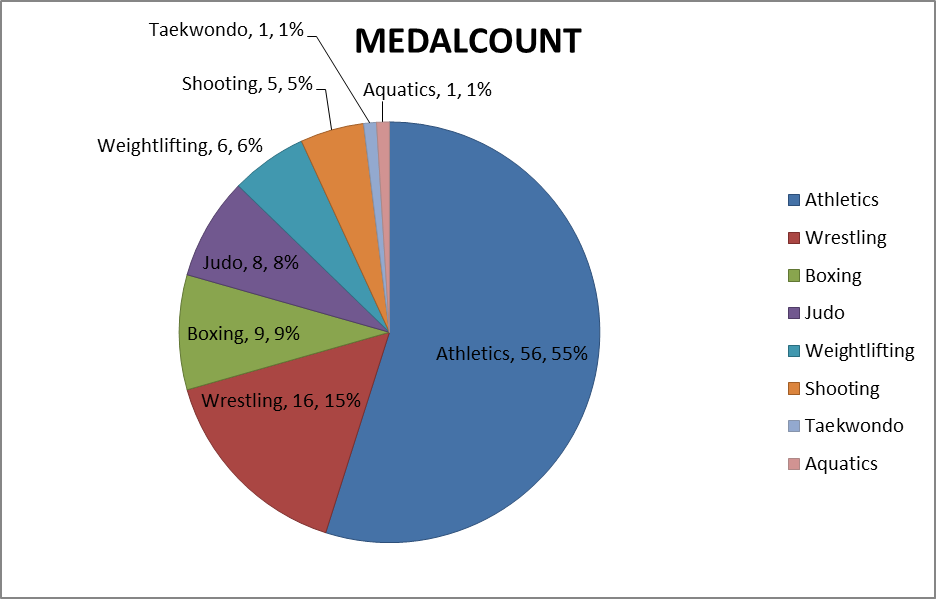 MEDALCOUNT
Taekwondo, 1, 1%
Shooting, 5, 5%
Aquatics, 1, 1%
Weightlifting, 6, 6%
Judo, 8, 8%
Boxing, 9, 9%
Athletics, 56, 55%
Wrestling, 16, 15%
Athletics
Wrestling
Boxing
Judo
Weightlifting
Shooting
Taekwondo
Aquatics